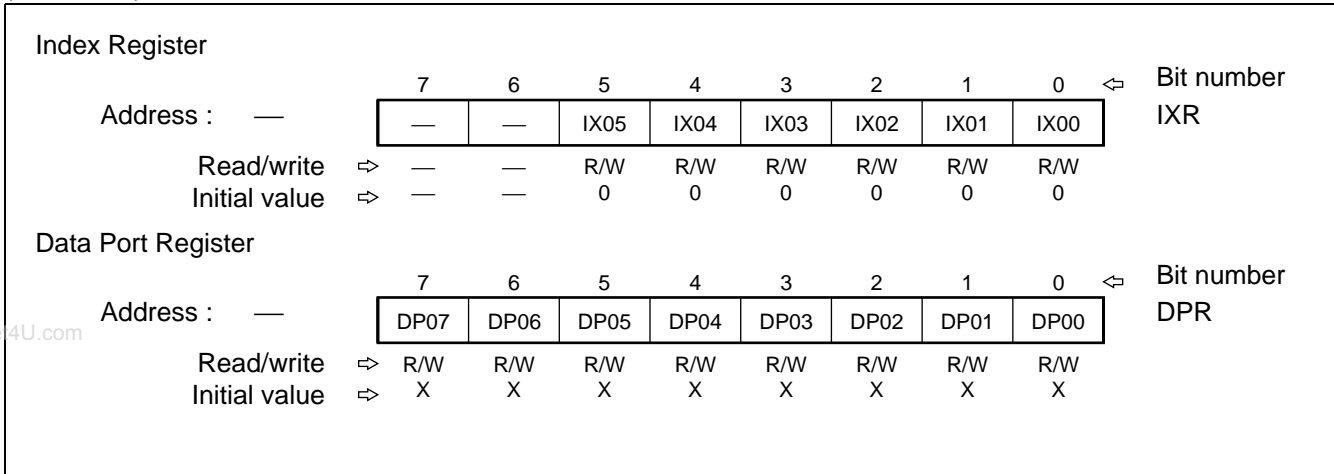 Index Register
7 6 5 4 3 2 1 0 ⇦ Bit number
Address : — — — IX05 IX04 IX03 IX02 IX01 IX00 IXR
Read/write ⇨ — — R/W R/W R/W R/W R/W R/W
Initial value ⇨ — — 0 0 0 0 0 0
Data Port Register
7 6 5 4 3 2 1 0 ⇦ Bit number
Address : — DP07 DP06 DP05 DP04 DP03 DP02 DP01 DP00 DPR
4U.com
Read/write ⇨ R/W R/W R/W R/W R/W R/W R/W R/W
Initial value ⇨ X X X X X X X X